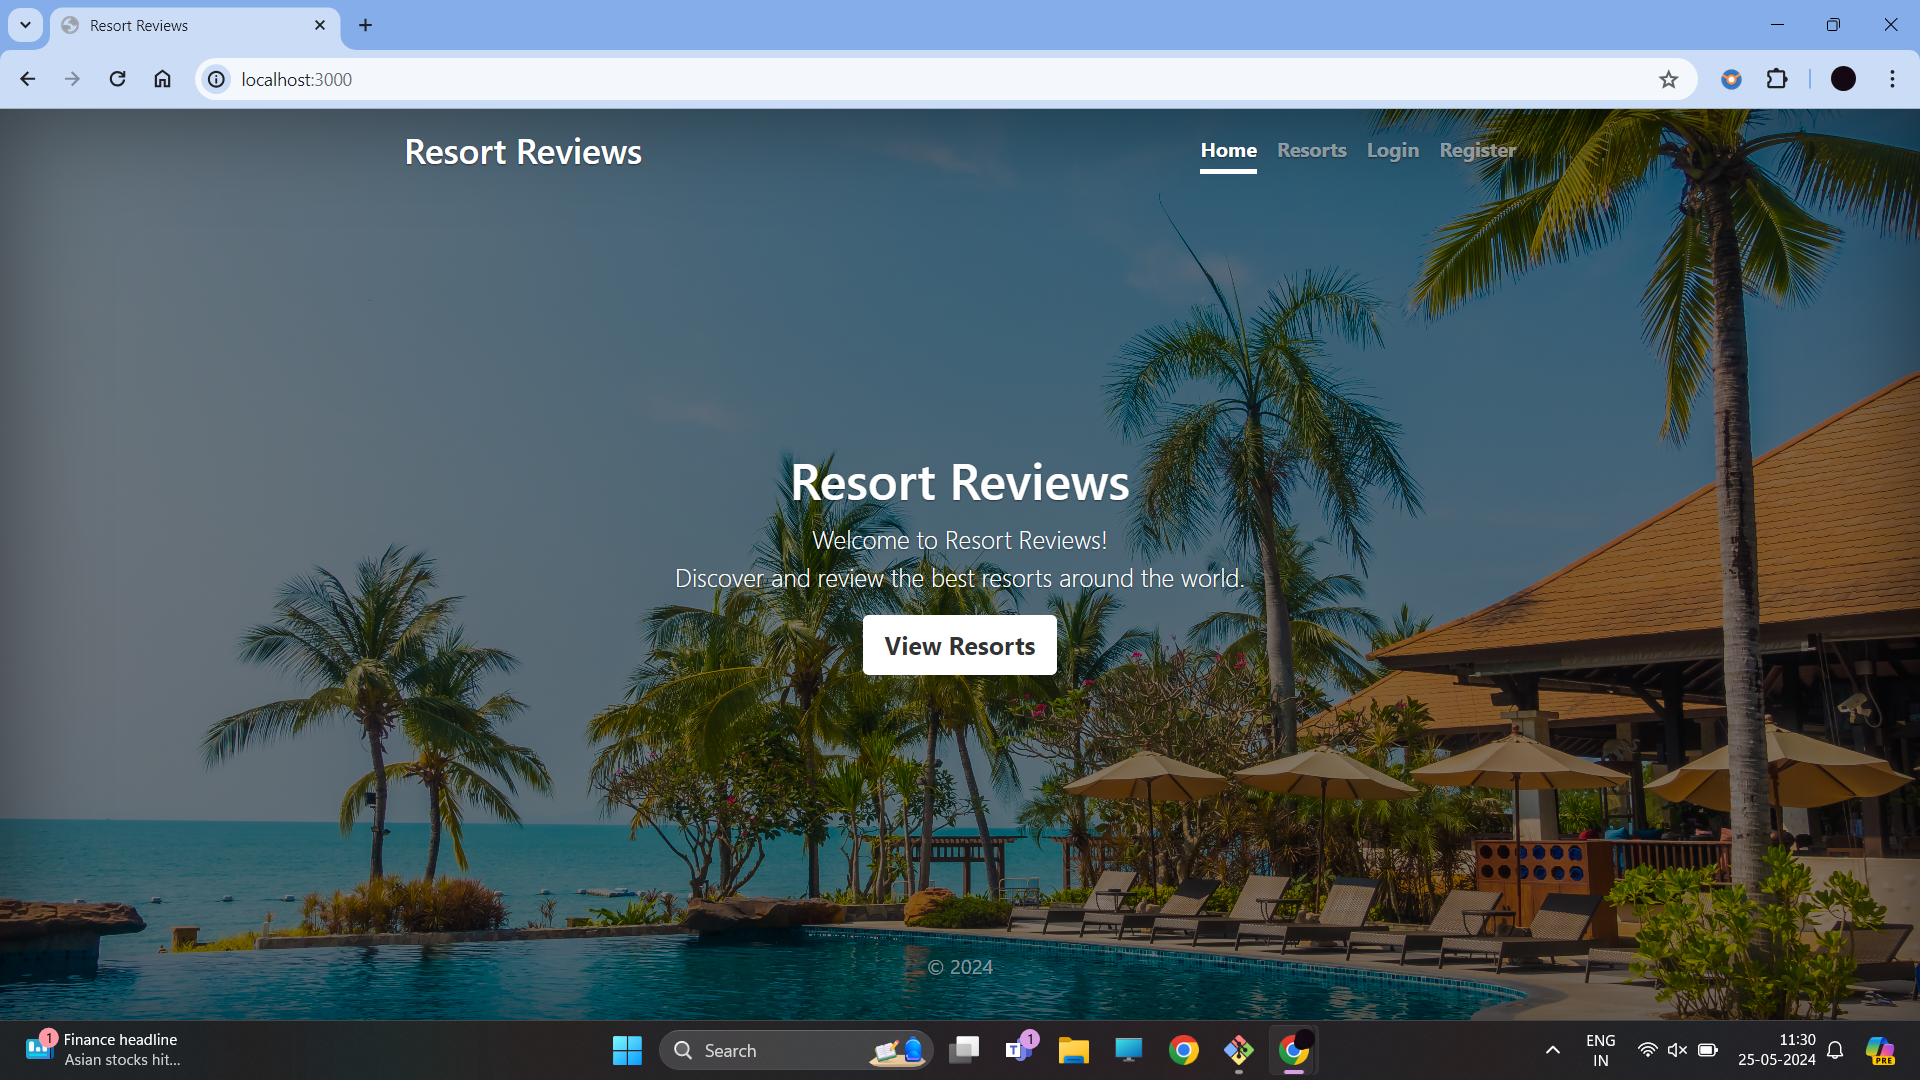 Resort Reviews
localhost:3000
Resort Reviews
Home Resorts Login Register
Resort Reviews
Welcome to Resort Reviews!
Discover and review the best resorts around the world.
View Resorts
© 2024
1
Finance headline
Asian stocks hit...
Search
T
1
ENG
IN
11:30
25-05-2024
PRE